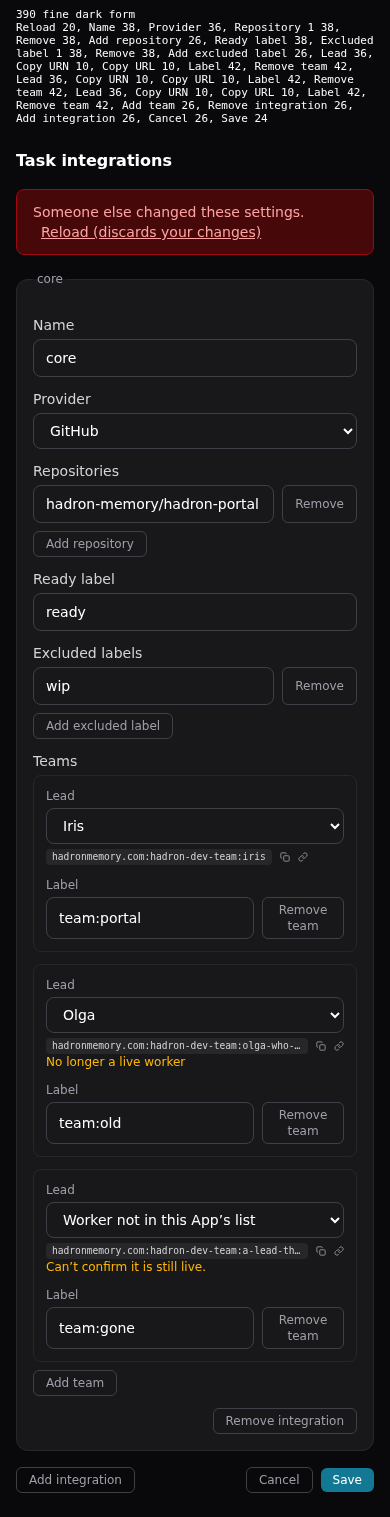 390 fine dark form
Reload 20, Name 38, Provider 36, Repository 1 38,
Remove 38, Add repository 26, Ready label 38, Excluded
label 1 38, Remove 38, Add excluded label 26, Lead 36,
Copy URN 10, Copy URL 10, Label 42, Remove team 42,
Lead 36, Copy URN 10, Copy URL 10, Label 42, Remove
team 42, Lead 36, Copy URN 10, Copy URL 10, Label 42,
Remove team 42, Add team 26, Remove integration 26,
Add integration 26, Cancel 26, Save 24
Task integrations
Someone else changed these settings.
Reload (discards your changes)
core
Name
core
Provider
GitHub
Repositories
hadron-memory/hadron-portal
Remove
Add repository
Ready label
ready
Excluded labels
wip
Remove
Add excluded label
Teams
Lead
Iris
hadronmemory.com:hadron-dev-team:iris
Label
team:portal
Remove
team
Lead
Olga
hadronmemory.com:hadron-dev-team:olga-who-…
No longer a live worker
Label
team:old
Remove
team
Lead
Worker not in this App’s list
hadronmemory.com:hadron-dev-team:a-lead-th…
Can’t confirm it is still live.
Label
team:gone
Remove
team
Add team
Remove integration
Add integration
Cancel
Save